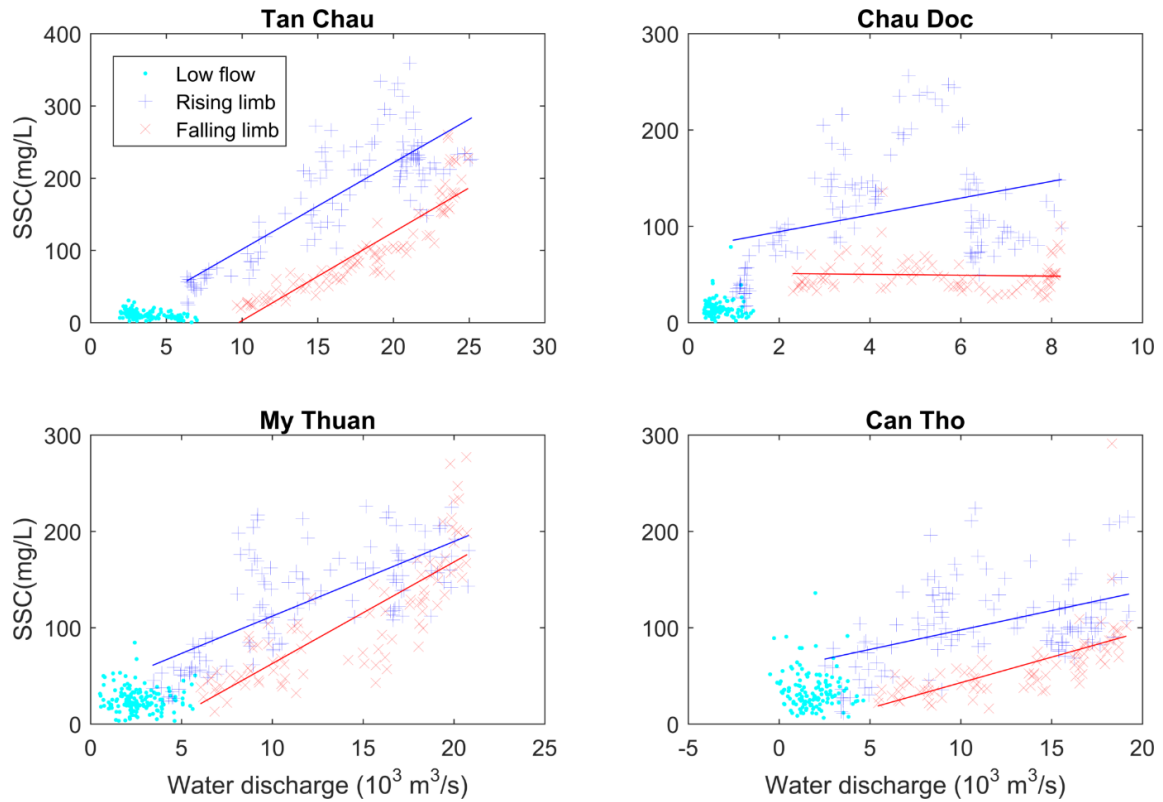 Tan Chau
Chau Doc
400
300
200
100
0
SSC(mg/L)
Low flow
Rising limb
Falling limb
0 5 10 15 20 25 30
300
200
100
0
0 2 4 6 8 10
My Thuan
Can Tho
300
200
100
0
SSC(mg/L)
0 5 10 15 20 25
Water discharge (10³ m³/s)
300
200
100
0
-5 0 5 10 15 20
Water discharge (10³ m³/s)